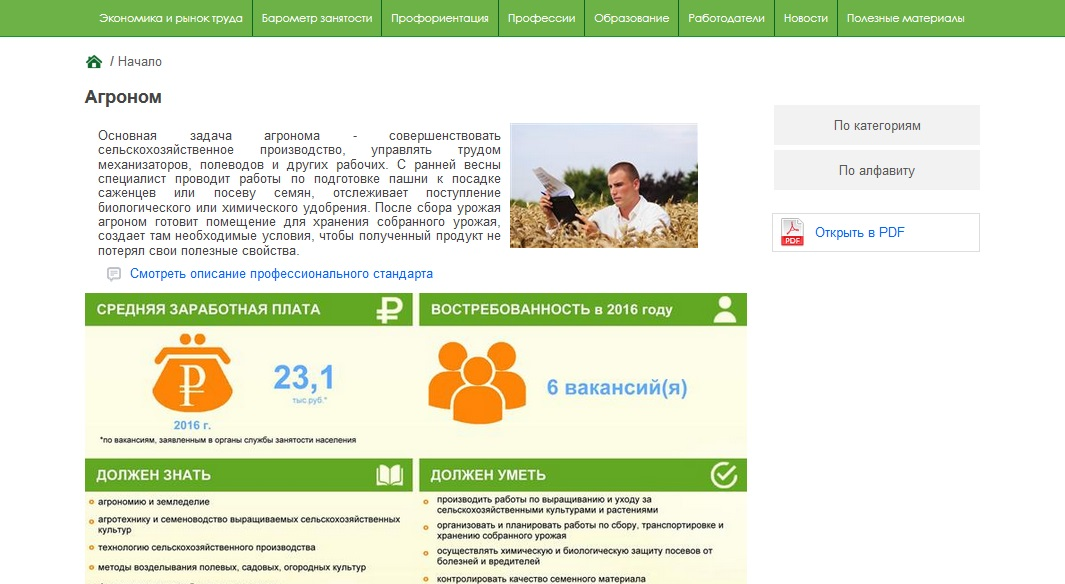 Экономика и рынок труда
Барометр занятости
Профориентация
Профессии
Образование
Работодатели
Новости
Полезные материалы
/ Начало
Агроном
Основная задача агронома - совершенствовать
сельскохозяйственное производство, управлять трудом
механизаторов, полеводов и других рабочих. С ранней весны
специалист проводит работы по подготовке пашни к посадке
саженцев или посеву семян, отслеживает поступление
биологического или химического удобрения. После сбора урожая
агроном готовит помещение для хранения собранного урожая,
создает там необходимые условия, чтобы полученный продукт не
потерял свои полезные свойства.
Смотреть описание профессионального стандарта
По категориям
По алфавиту
PDF
Открыть в PDF
СРЕДНЯЯ ЗАРАБОТНАЯ ПЛАТА
23,1
тыс руб.*
2016 г.
*по вакансиям, заявленным в органы службы занятости населения
ВОСТРЕБОВАННОСТЬ в 2016 году
6 вакансий(я)
ДОЛЖЕН ЗНАТЬ
агрономию и земледелие
агротехнику и семеноводство выращиваемых сельскохозяйственных
культур
технологию сельскохозяйственного производства
методы возделывания полевых, садовых, огородных культур
ДОЛЖЕН УМЕТЬ
производить работы по выращиванию и уходу за
сельскохозяйственными культурами и растениями
организовать и планировать работы по сбору, транспортировке и
хранению собранного урожая
осуществлять химическую и биологическую защиту посевов от
болезней и вредителей
контролировать качество семенного материала